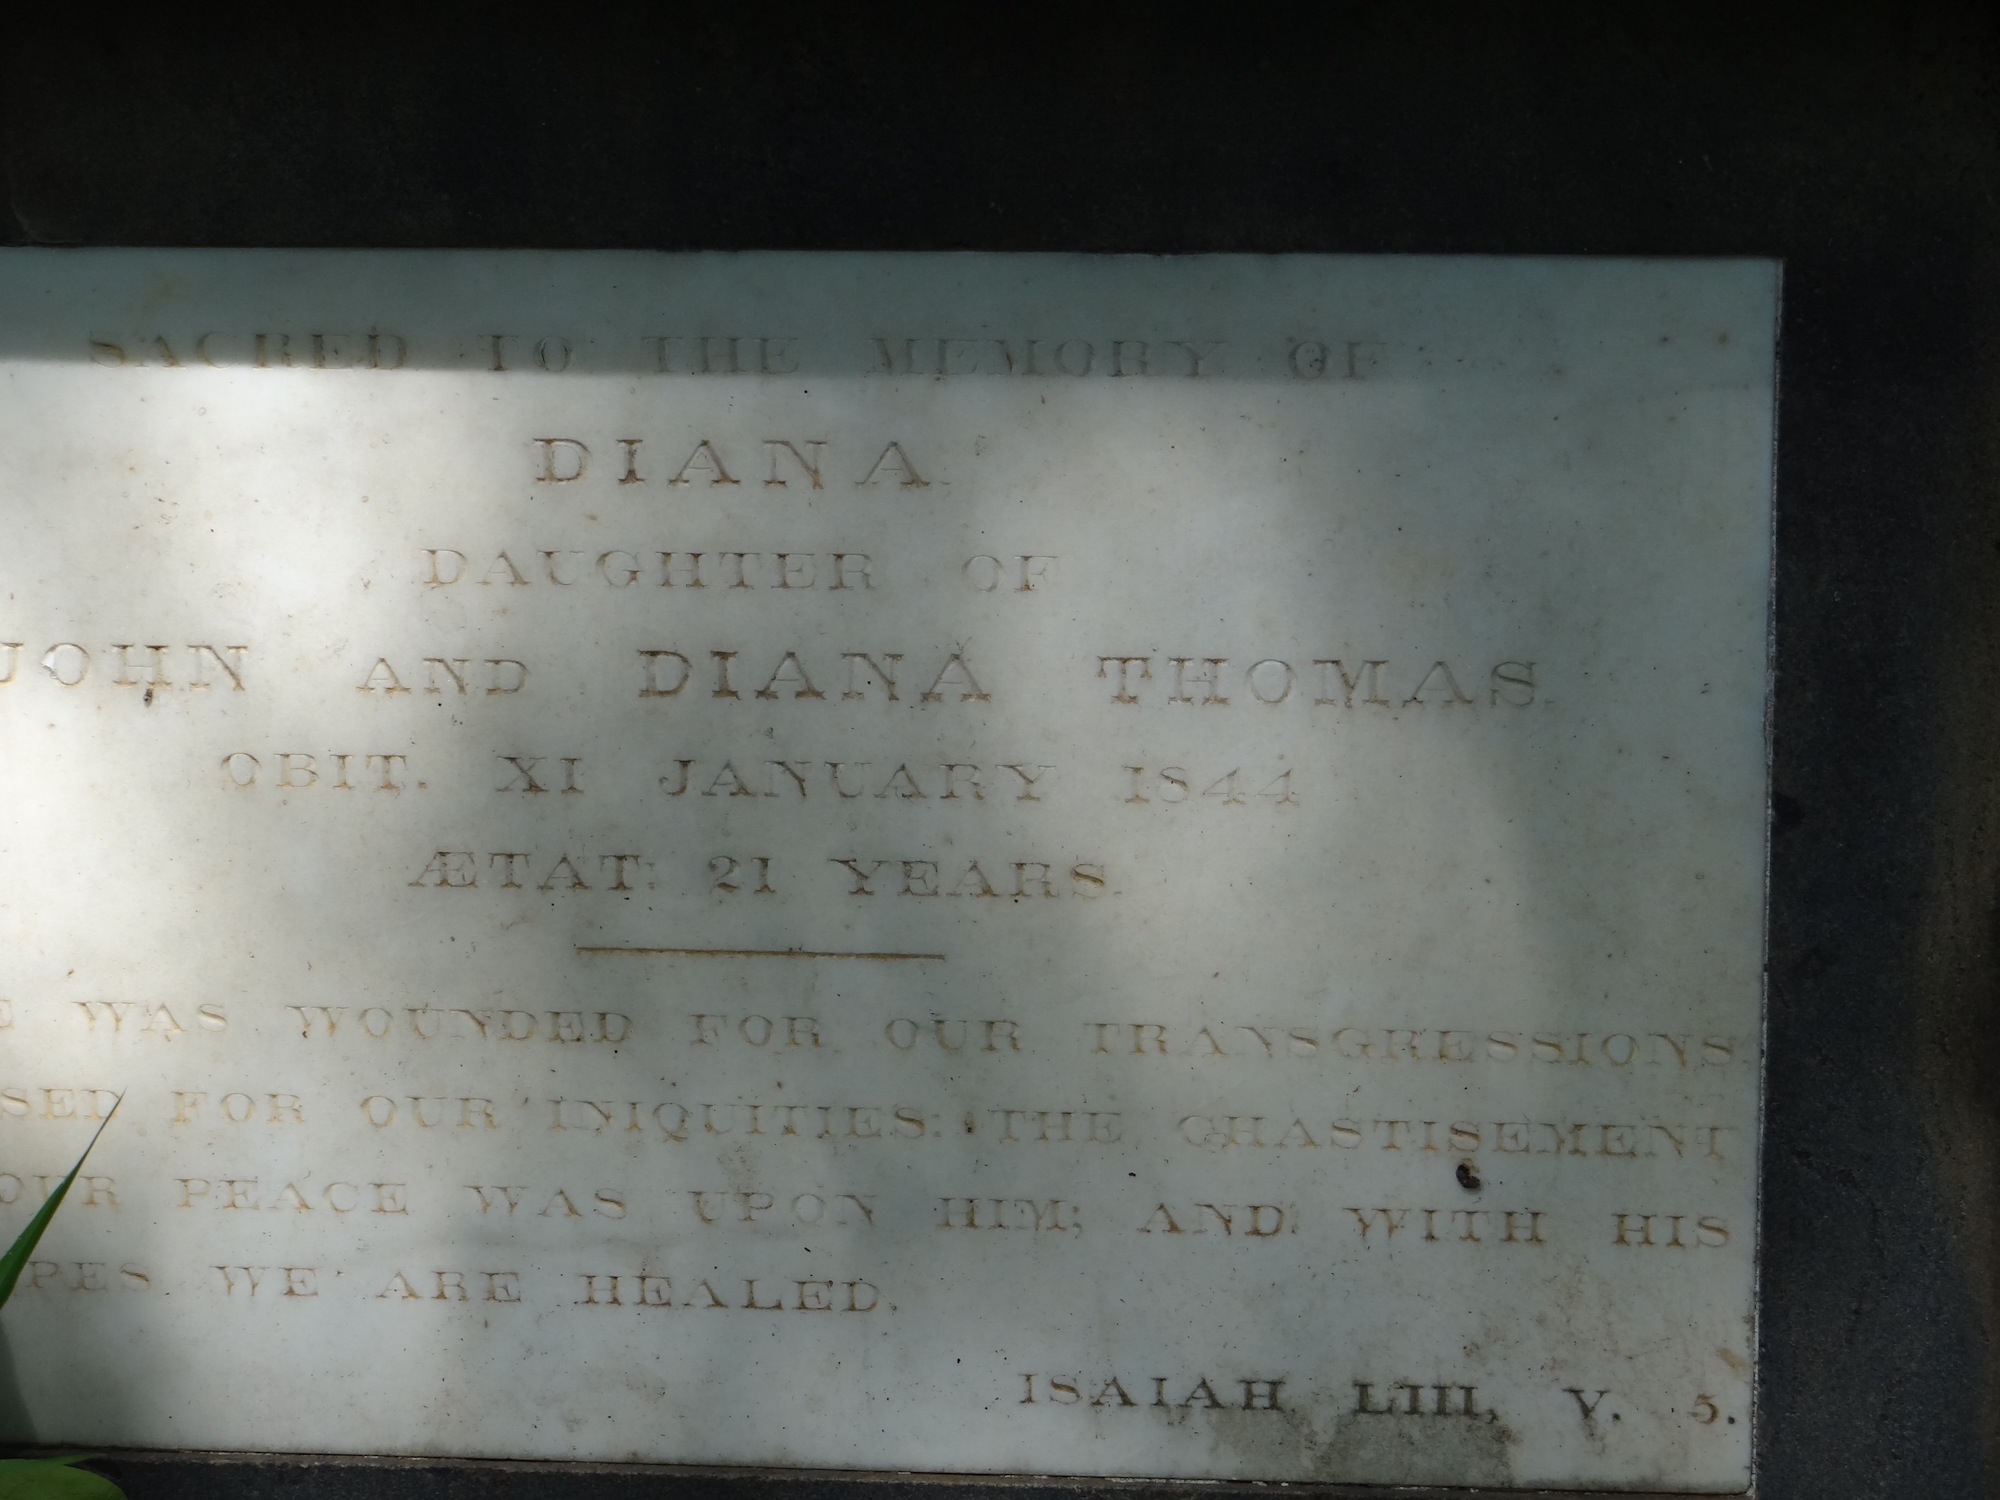 SACRED TO THE MEMORY OF
DIANA
DAUGHTER OF
JOHN AND DIANA THOMAS.
OBIT. XI JANUARY 1844
ÆTAT: 21 YEARS.
WAS WOUNDED FOR OUR TRANSGRESSIONS
FOR OUR INIQUITIES: THE CHASTISEMENT
OUR PEACE WAS UPON HIM; AND WITH HIS
WE ARE HEALED.
ISAIAH LIII, V. 5.